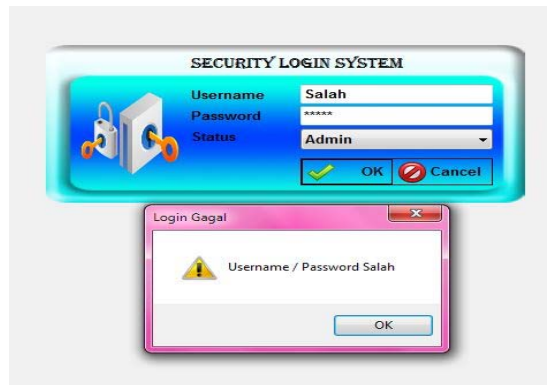 SECURITY LOGIN SYSTEM
Username Salah
Password *****
Status Admin
OK Cancel
Login Gagal
Username / Password Salah
OK